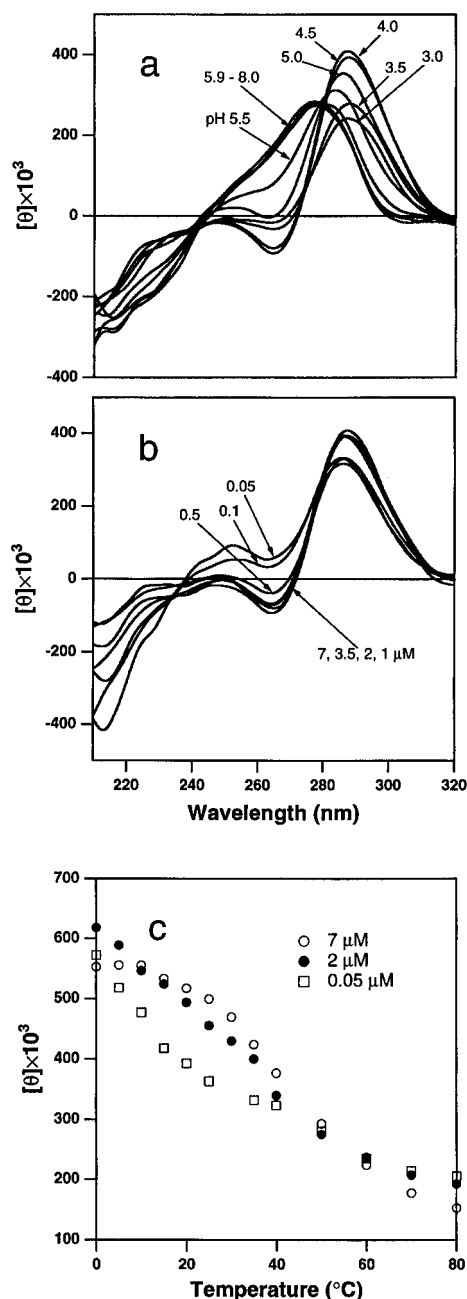 a
400
200
0
-200
-400
[θ]×10³
4.5
4.0
5.0
3.5
3.0
5.9 - 8.0
pH 5.5
b
400
200
0
-200
-400
[θ]×10³
0.05
0.1
0.5
7, 3.5, 2, 1 μM
220
240
260
280
300
320
Wavelength (nm)
c
700
600
500
400
300
200
100
[θ]×10³
7 μM
2 μM
0.05 μM
0
20
40
60
80
Temperature (°C)